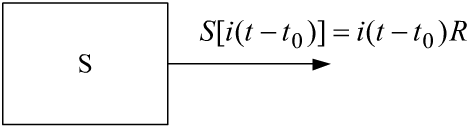 S[i(t−t₀)] = i(t−t₀)R
S